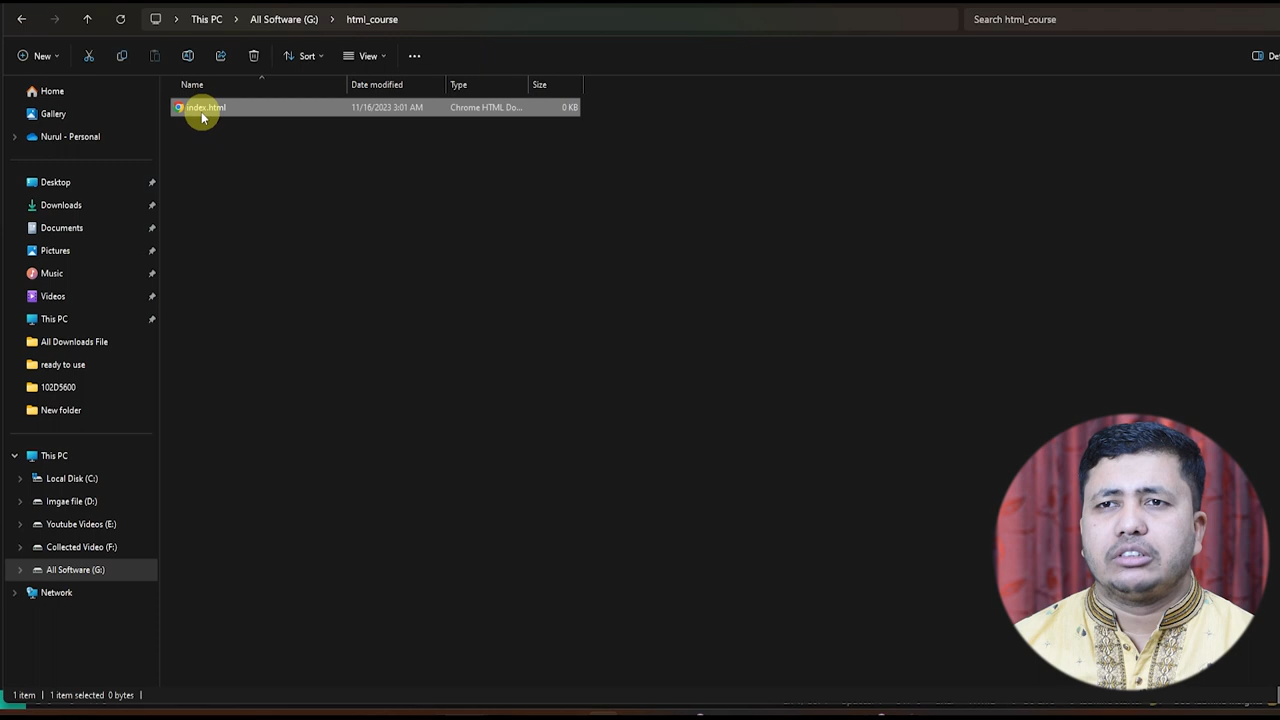 This PC > All Software (G:) > html_course
Search html_course
New
Sort
View
Name
Date modified
Type
Size
index.html
11/16/2023 3:01 AM
Chrome HTML Do...
0 KB
Home
Gallery
Nurul - Personal
Desktop
Downloads
Documents
Pictures
Music
Videos
This PC
All Downloads File
ready to use
102D5600
New folder
This PC
Local Disk (C:)
Imgae file (D:)
Youtube Videos (E:)
Collected Video (F:)
All Software (G:)
Network
1 item
1 item selected 0 bytes